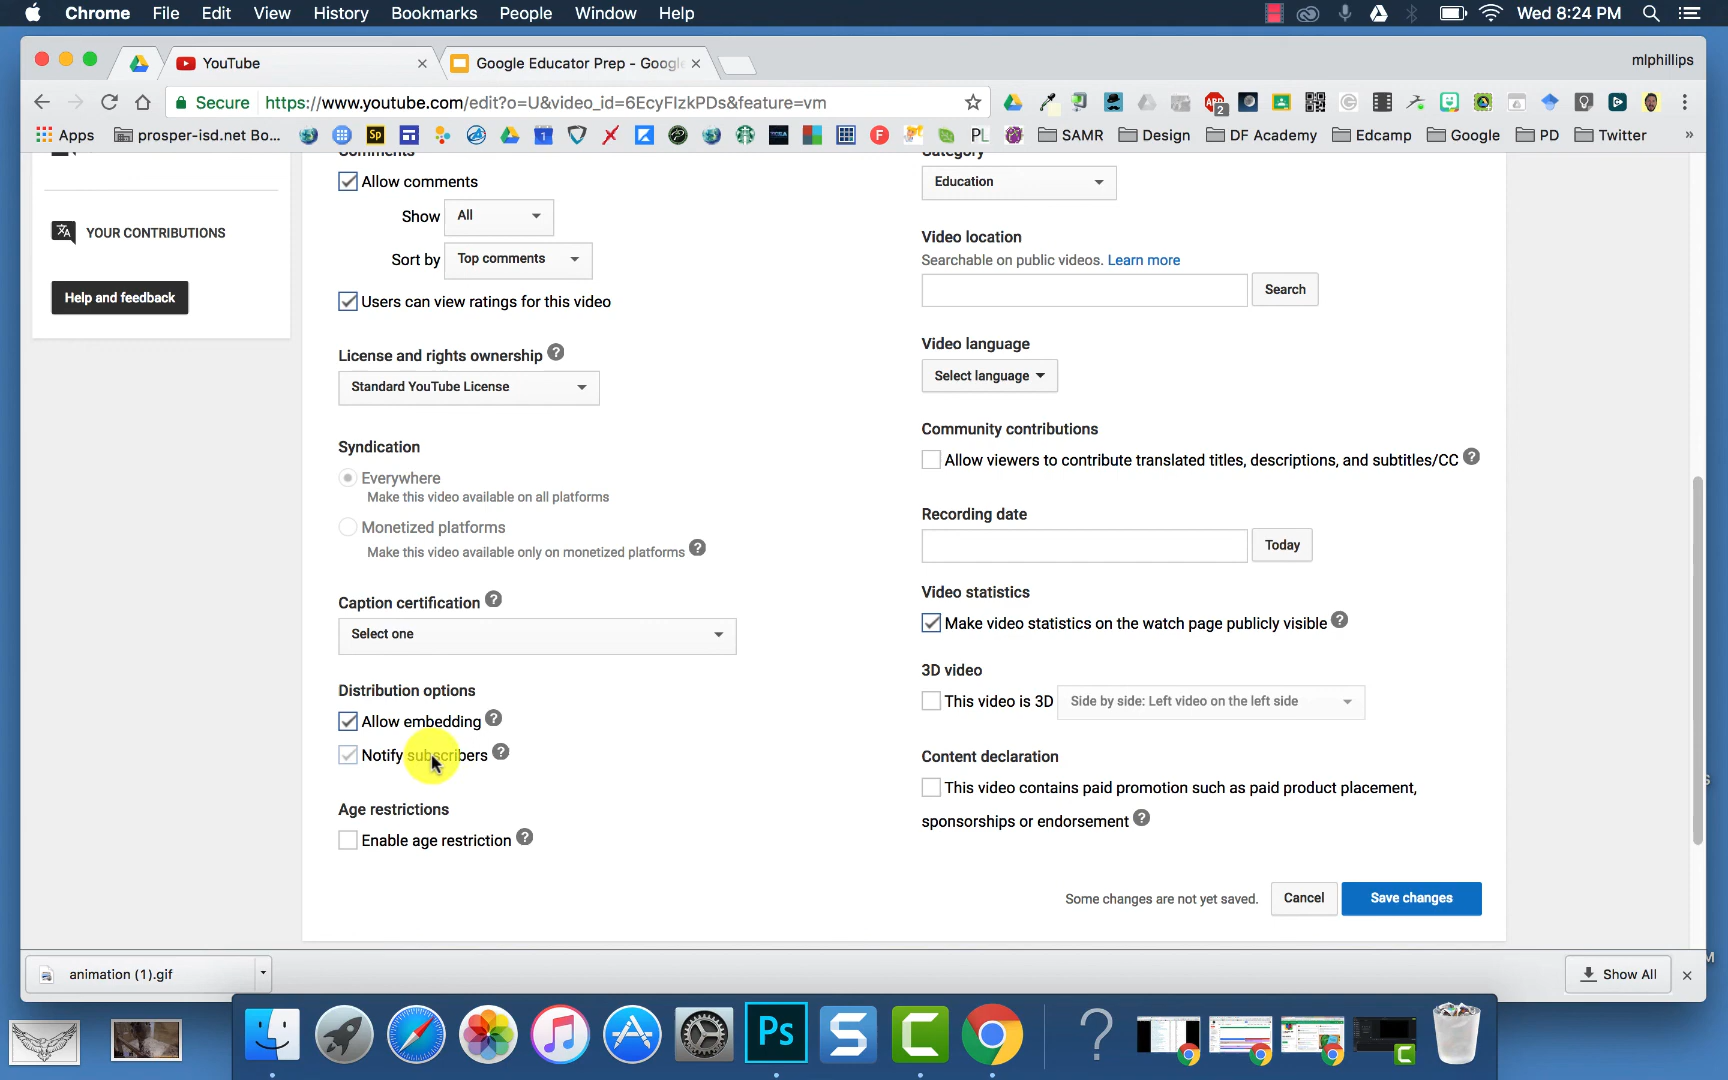 Chrome File Edit View History Bookmarks People Window Help Wed 8:24 PM
YouTube Google Educator Prep - Google mlphillips
Secure https://www.youtube.com/edit?o=U&video_id=6EcyFIzkPDs&feature=vm
Apps prosper-isd.net Bo... SAMR Design DF Academy Edcamp Google PD Twitter »
Comments
Allow comments
Show All
Sort by Top comments
Users can view ratings for this video
License and rights ownership ?
Standard YouTube License
Syndication
Everywhere
Make this video available on all platforms
Monetized platforms
Make this video available only on monetized platforms ?
Caption certification ?
Select one
Distribution options
Allow embedding ?
Notify subscribers ?
Age restrictions
Enable age restriction ?
YOUR CONTRIBUTIONS
Help and feedback
Category
Education
Video location
Searchable on public videos. Learn more
Search
Video language
Select language
Community contributions
Allow viewers to contribute translated titles, descriptions, and subtitles/CC ?
Recording date
Today
Video statistics
Make video statistics on the watch page publicly visible ?
3D video
This video is 3D Side by side: Left video on the left side
Content declaration
This video contains paid promotion such as paid product placement,
sponsorships or endorsement ?
Some changes are not yet saved. Cancel Save changes
animation (1).gif Show All
Ps S C ?